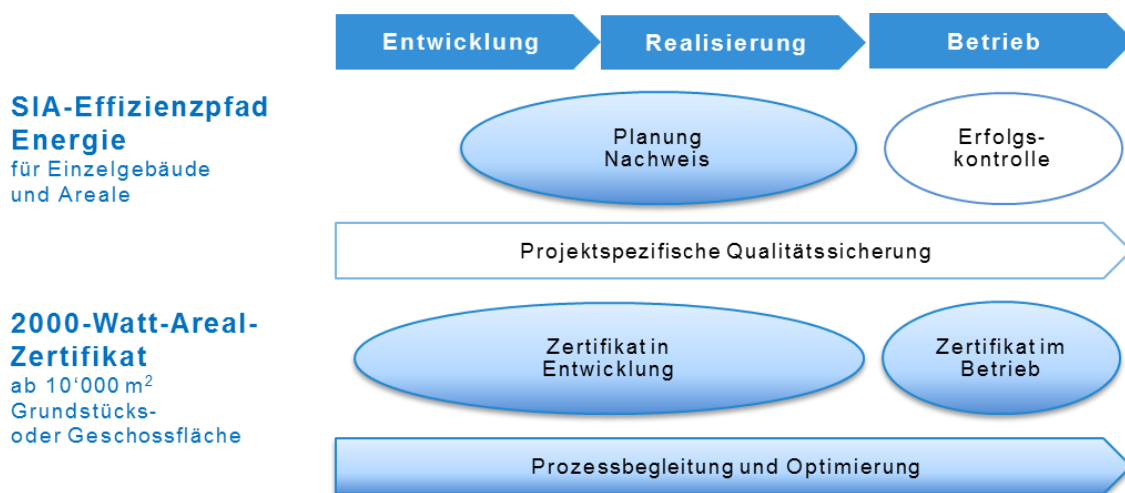 Entwicklung
Realisierung
Betrieb
SIA-Effizienzpfad
Energie
für Einzelgebäude
und Areale
Planung
Nachweis
Erfolgs-
kontrolle
Projektspezifische Qualitätssicherung
2000-Watt-Areal-
Zertifikat
ab 10‘000 m²
Grundstücks-
oder Geschossfläche
Zertifikat in
Entwicklung
Zertifikat im
Betrieb
Prozessbegleitung und Optimierung